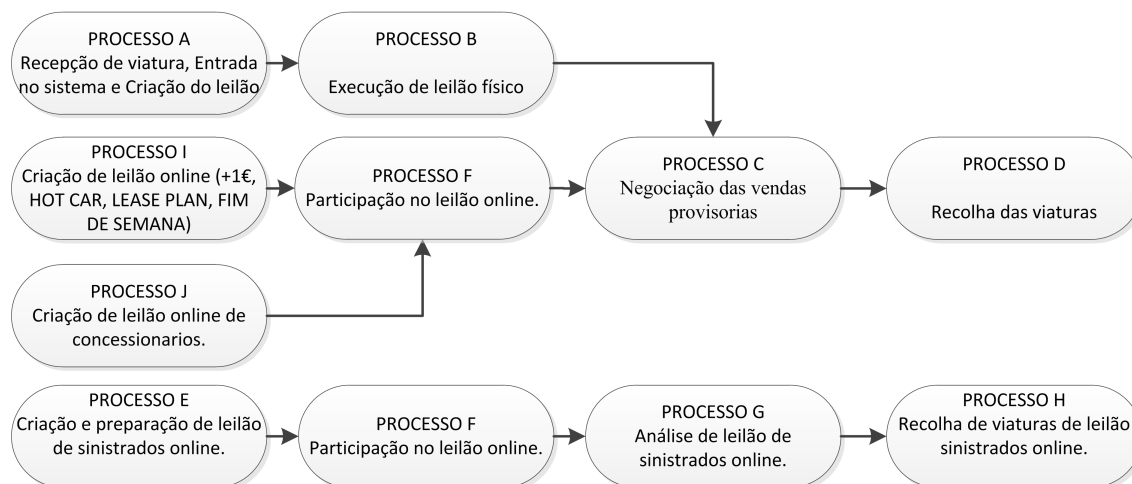 PROCESSO A
Recepção de viatura, Entrada
no sistema e Criação do leilão
PROCESSO B
Execução de leilão físico
PROCESSO I
Criação de leilão online (+1€,
HOT CAR, LEASE PLAN, FIM
DE SEMANA)
PROCESSO F
Participação no leilão online.
PROCESSO C
Negociação das vendas
provisorias
PROCESSO D
Recolha das viaturas
PROCESSO J
Criação de leilão online de
concessionarios.
PROCESSO E
Criação e preparação de leilão
de sinistrados online.
PROCESSO F
Participação no leilão online.
PROCESSO G
Análise de leilão de
sinistrados online.
PROCESSO H
Recolha de viaturas de leilão
sinistrados online.